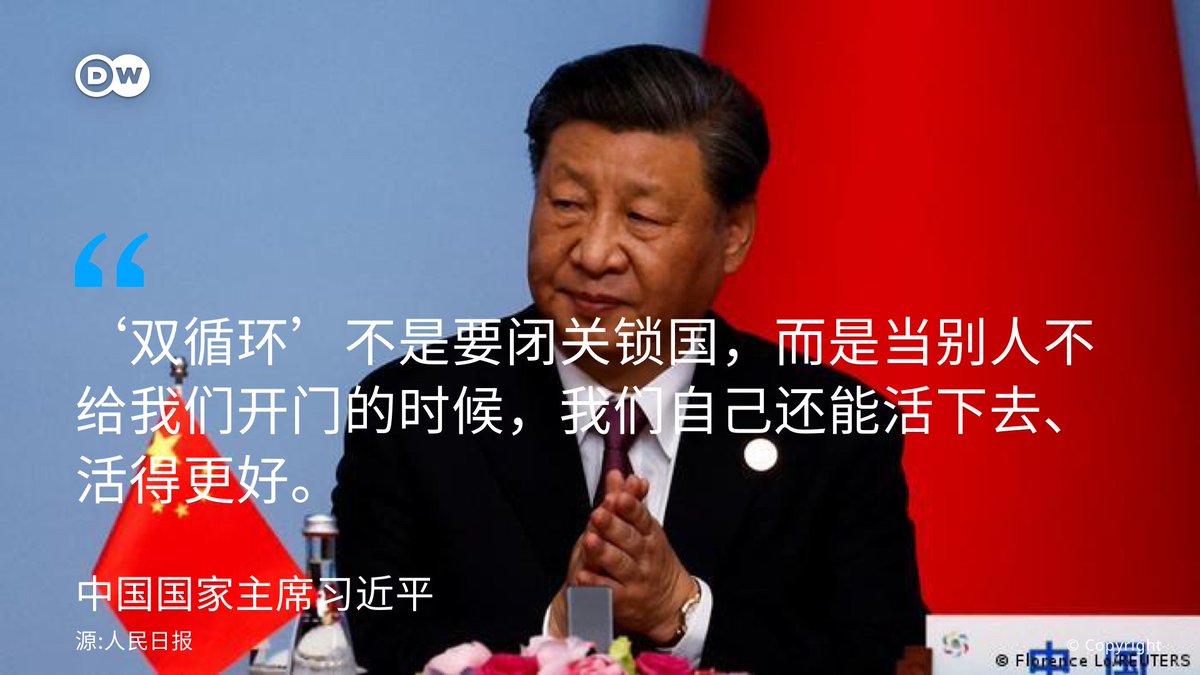 DW
“
‘双循环’不是要闭关锁国，而是当别人不
给我们开门的时候，我们自己还能活下去、
活得更好。
中国国家主席习近平
源:人民日报
中国
© Copyright
© Florence Lo/REUTERS